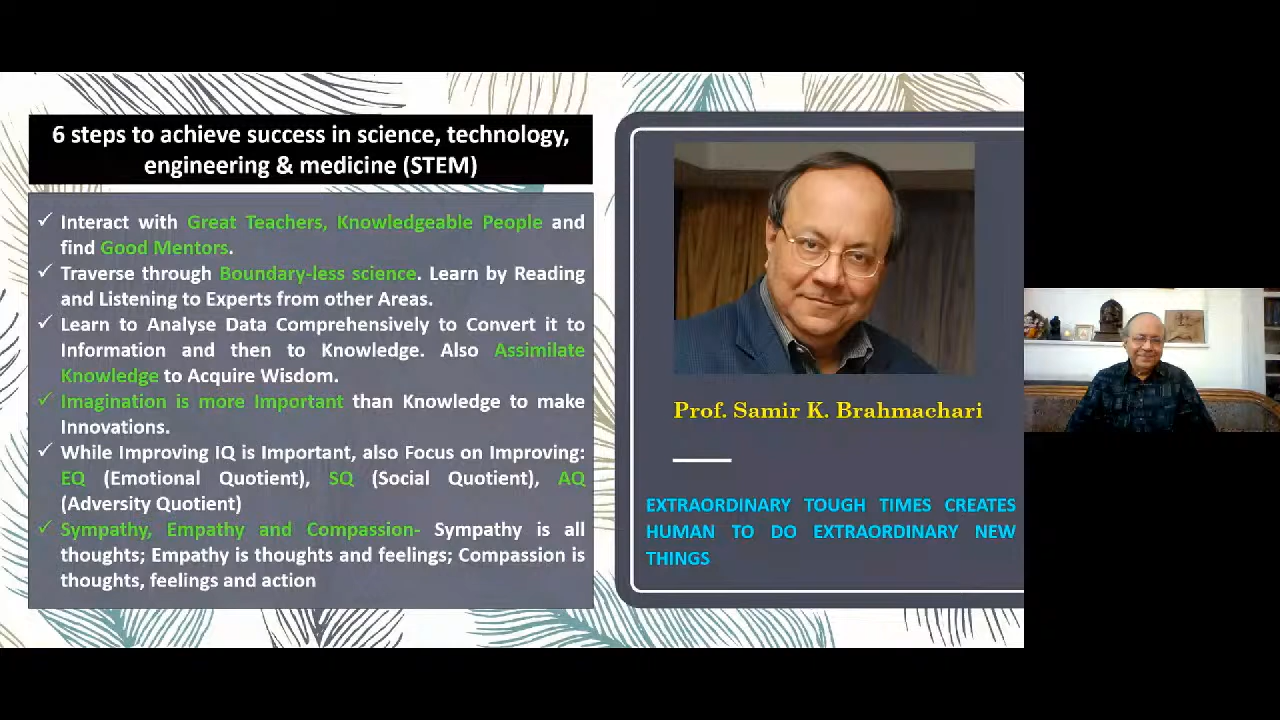 6 steps to achieve success in science, technology,
engineering & medicine (STEM)
✓ Interact with Great Teachers, Knowledgeable People and
find Good Mentors.
✓ Traverse through Boundary-less science. Learn by Reading
and Listening to Experts from other Areas.
✓ Learn to Analyse Data Comprehensively to Convert it to
Information and then to Knowledge. Also Assimilate
Knowledge to Acquire Wisdom.
✓ Imagination is more Important than Knowledge to make
Innovations.
✓ While Improving IQ is Important, also Focus on Improving:
EQ (Emotional Quotient), SQ (Social Quotient), AQ
(Adversity Quotient)
✓ Sympathy, Empathy and Compassion- Sympathy is all
thoughts; Empathy is thoughts and feelings; Compassion is
thoughts, feelings and action
Prof. Samir K. Brahmachari
EXTRAORDINARY TOUGH TIMES CREATES
HUMAN TO DO EXTRAORDINARY NEW
THINGS